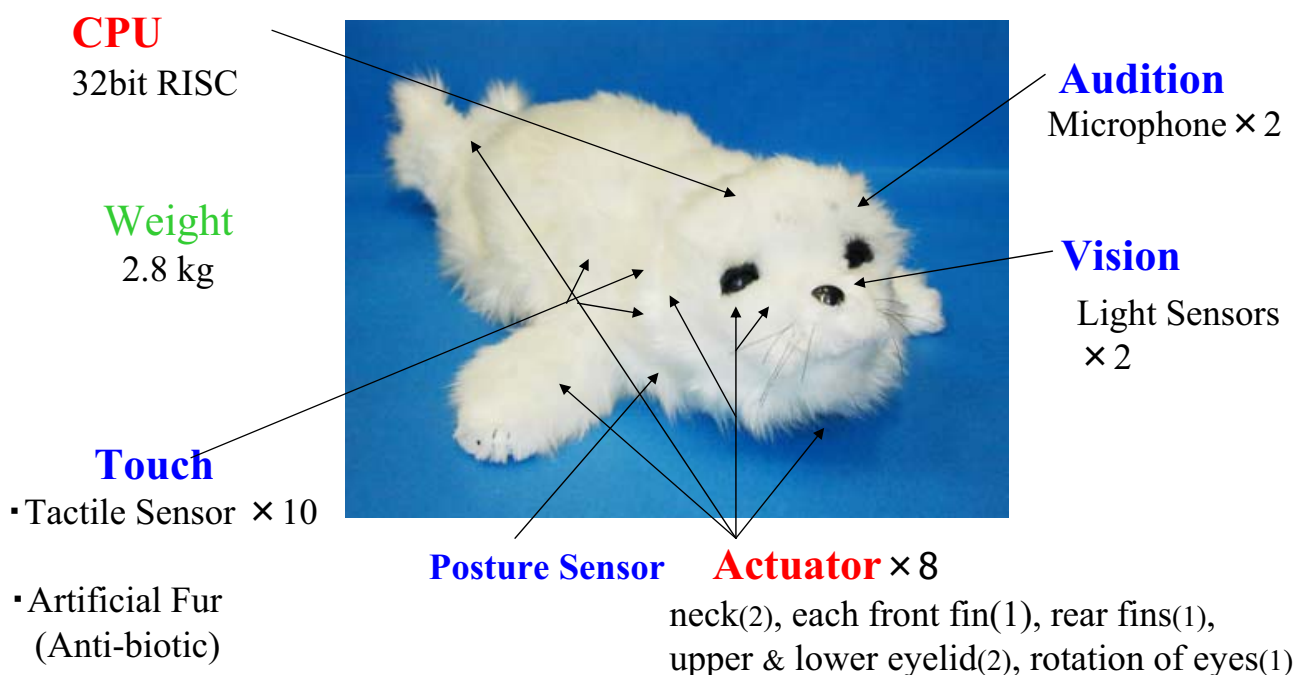 CPU
32bit RISC
Audition
Microphone × 2
Weight
2.8 kg
Vision
Light Sensors
× 2
Touch
・Tactile Sensor × 10
・Artificial Fur
(Anti-biotic)
Posture Sensor
Actuator × 8
neck(2), each front fin(1), rear fins(1),
upper & lower eyelid(2), rotation of eyes(1)